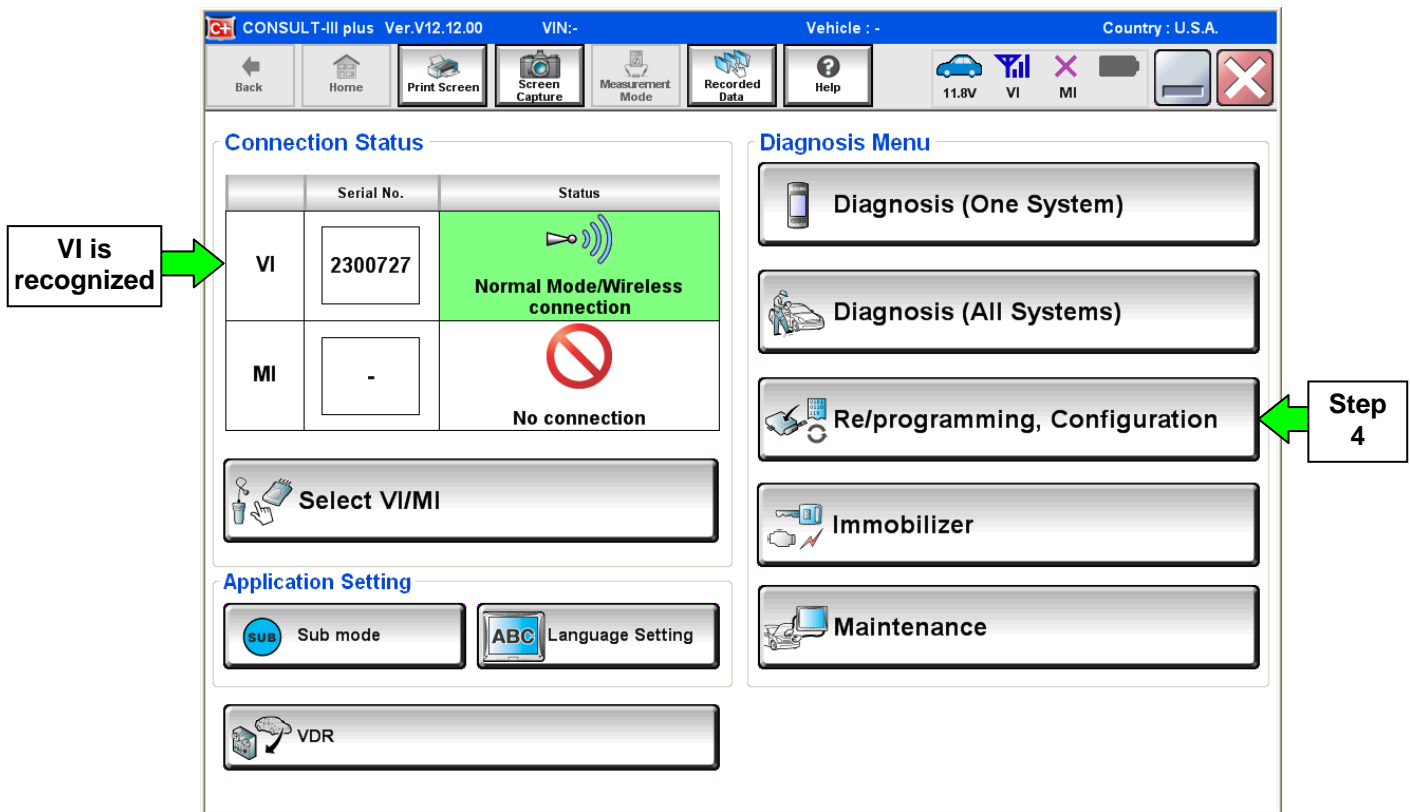 CONSULT-III plus Ver.V12.12.00 VIN:- Vehicle : - Country : U.S.A.
Back
Home
Print Screen
Screen
Capture
Measurement
Mode
Recorded
Data
Help
11.8V
VI
MI
Connection Status
Serial No.
Status
VI is
recognized
VI
2300727
Normal Mode/Wireless
connection
MI
-
No connection
Select VI/MI
Application Setting
SUB
Sub mode
ABC
Language Setting
VDR
Diagnosis Menu
Diagnosis (One System)
Diagnosis (All Systems)
Re/programming, Configuration
Step
4
Immobilizer
Maintenance